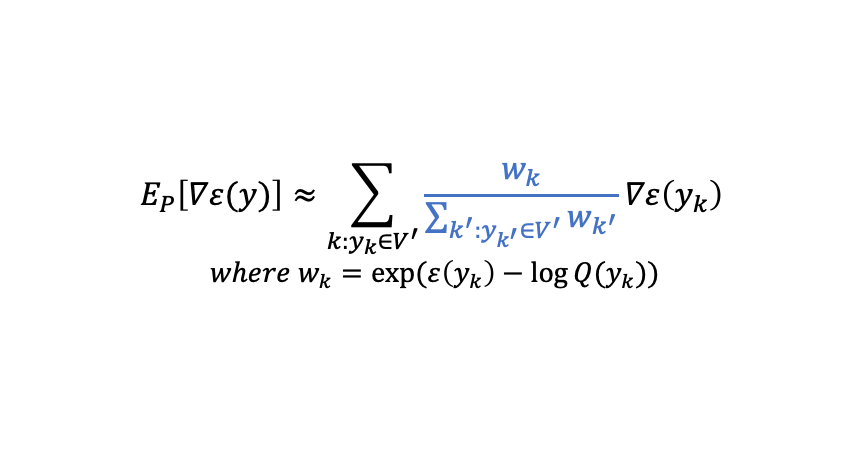 E_P[∇ε(y)] ≈ ∑_{k:y_k∈V′} w_k / ∑_{k′:y_{k′}∈V′} w_{k′} ∇ε(y_k)
where w_k = exp(ε(y_k) − log Q(y_k))